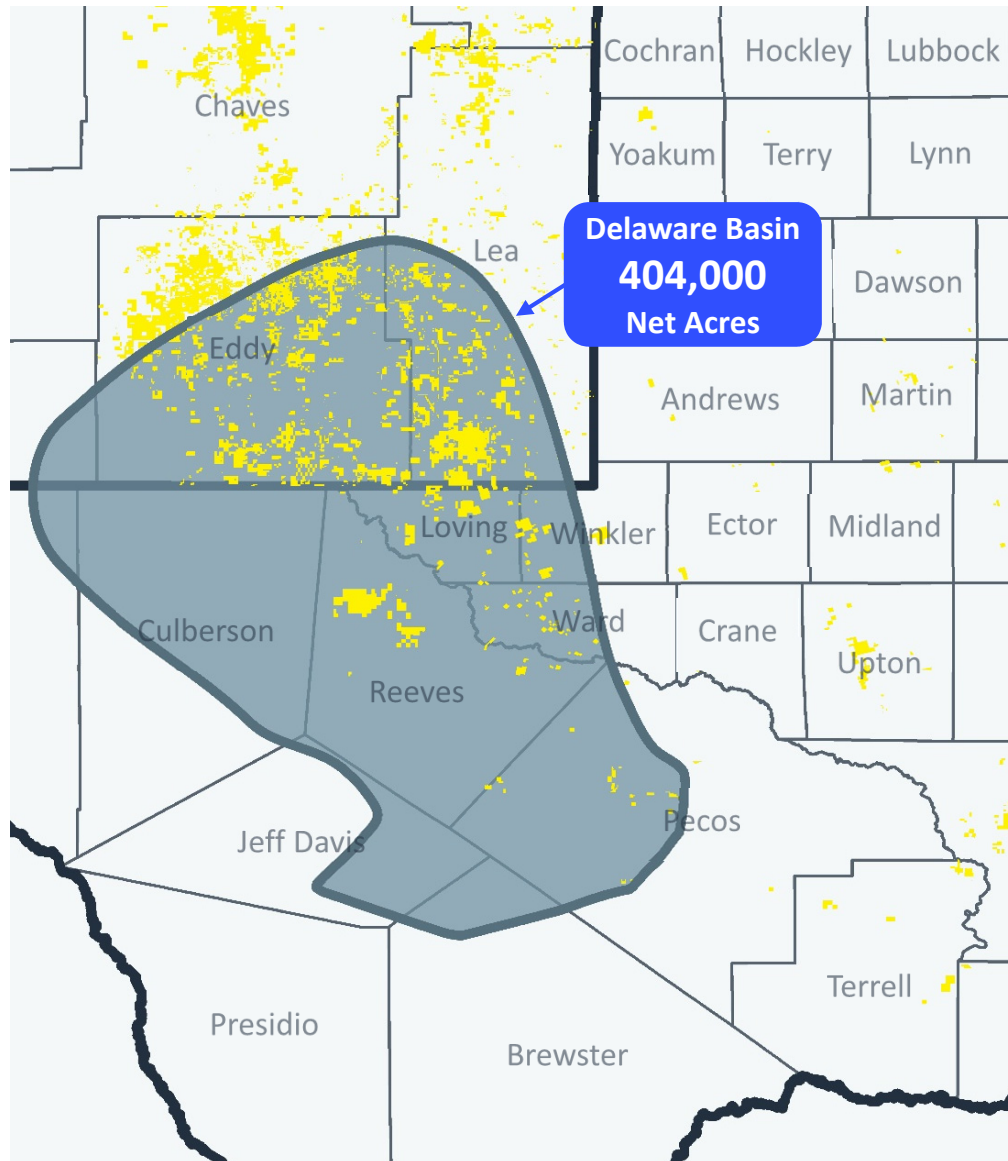 Cochran
Hockley
Lubbock
Chaves
Yoakum
Terry
Lynn
Lea
Delaware Basin
404,000
Net Acres
Dawson
Eddy
Andrews
Martin
Loving
Winkler
Ector
Midland
Culberson
Ward
Crane
Upton
Reeves
Jeff Davis
Pecos
Terrell
Presidio
Brewster